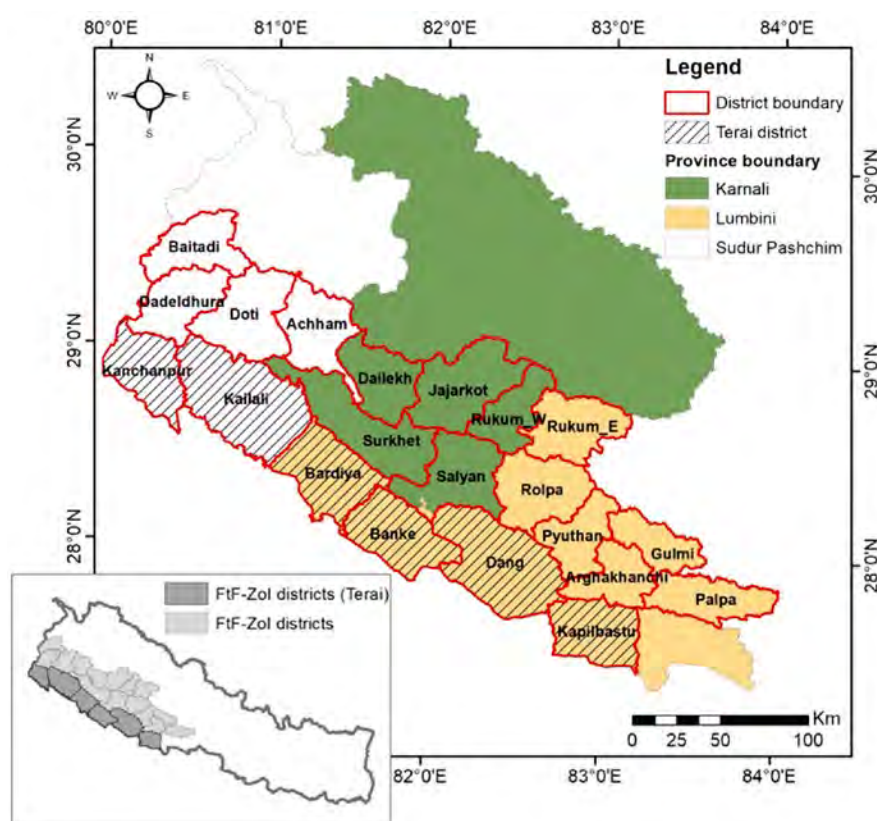 80°0'E 81°0'E 82°0'E 83°0'E 84°0'E
N
W E
S
Legend
District boundary
Terai district
Province boundary
Karnali
Lumbini
Sudur Pashchim
30°0'N
30°0'N
29°0'N
29°0'N
28°0'N
28°0'N
Baitadi
Dadeldhura
Doti
Achham
Kanchanpur
Kailali
Dailekh
Jajarkot
Rukum_W
Rukum_E
Surkhet
Salyan
Bardiya
Rolpa
Banke
Pyuthan
Dang
Gulmi
Arghakhanchi
Palpa
Kapilbastu
FtF-ZoI districts (Terai)
FtF-ZoI districts
Km
0 25 50 100
82°0'E 83°0'E 84°0'E